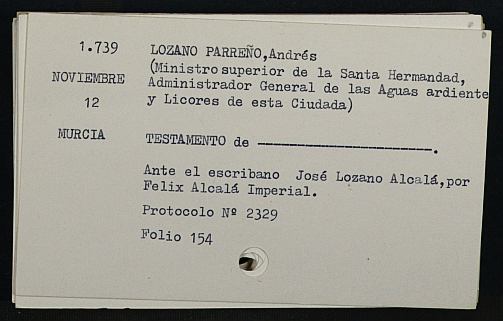 1.739 LOZANO PARREÑO,Andrés
(Ministro superior de la Santa Hermandad,
NOVIEMBRE Administrador General de las Aguas ardiente
12 y Licores de esta Ciudada)
MURCIA TESTAMENTO de ---------------------------.
Ante el escribano José Lozano Alcalá,por
Felix Alcalá Imperial.
Protocolo Nº 2329
Folio 154